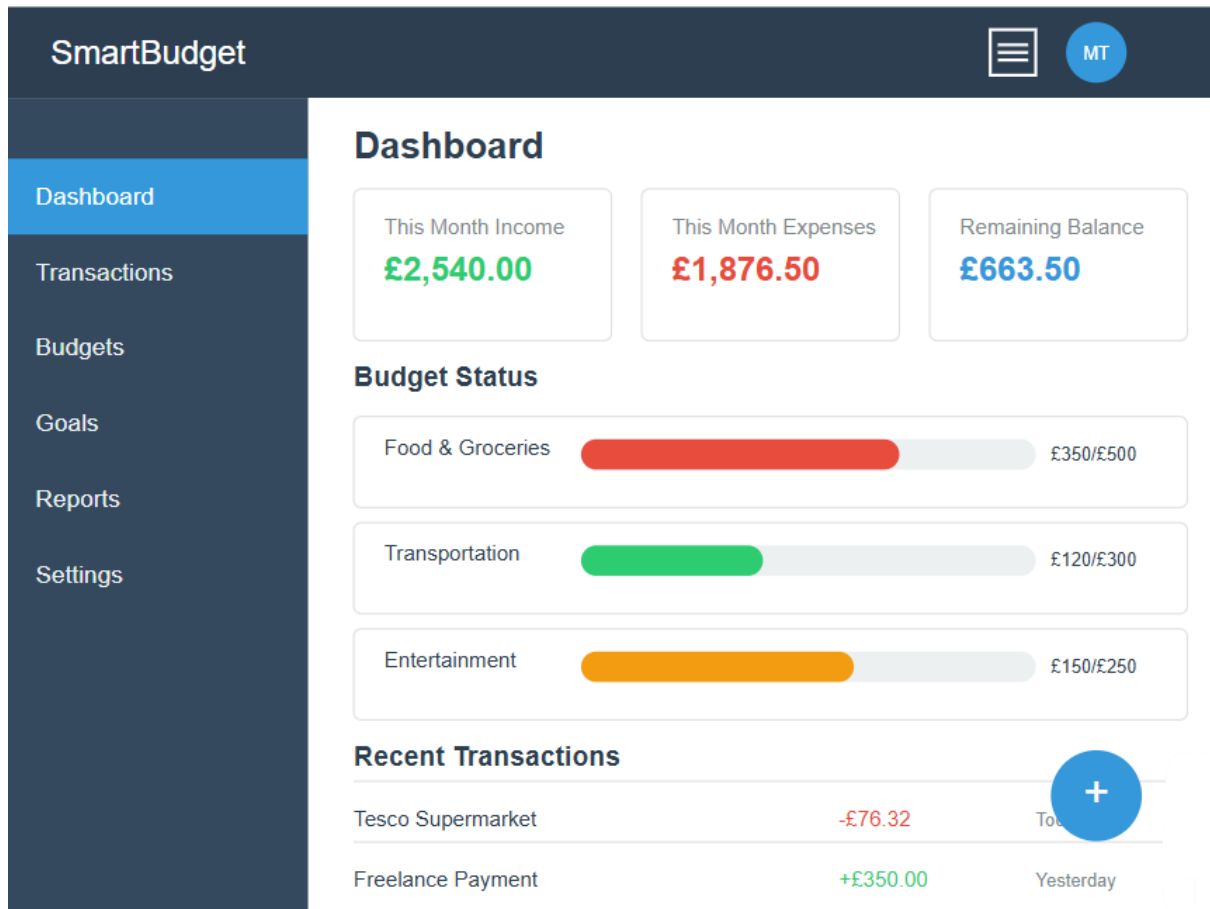 SmartBudget
MT
Dashboard
Transactions
Budgets
Goals
Reports
Settings
Dashboard
This Month Income
£2,540.00
This Month Expenses
£1,876.50
Remaining Balance
£663.50
Budget Status
Food & Groceries £350/£500
Transportation £120/£300
Entertainment £150/£250
Recent Transactions
+
Tesco Supermarket -£76.32
Freelance Payment +£350.00 Yesterday